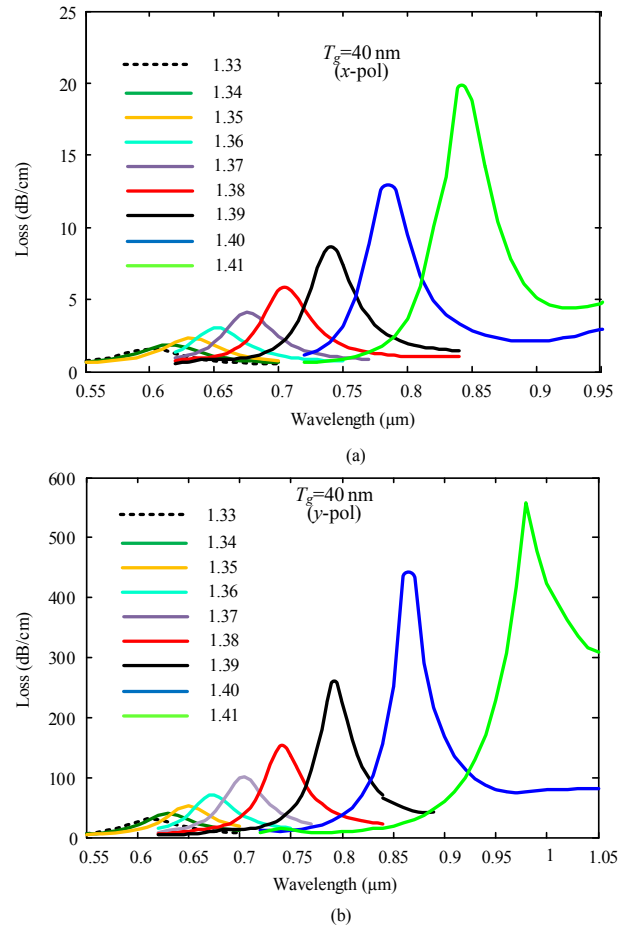 25
20
15
10
5
0
Loss (dB/cm)
T_g=40 nm
(x-pol)
1.33
1.34
1.35
1.36
1.37
1.38
1.39
1.40
1.41
0.55 0.6 0.65 0.7 0.75 0.8 0.85 0.9 0.95
Wavelength (μm)
(a)
600
500
400
300
200
100
0
Loss (dB/cm)
T_g=40 nm
(y-pol)
1.33
1.34
1.35
1.36
1.37
1.38
1.39
1.40
1.41
0.55 0.6 0.65 0.7 0.75 0.8 0.85 0.9 0.95 1 1.05
Wavelength (μm)
(b)